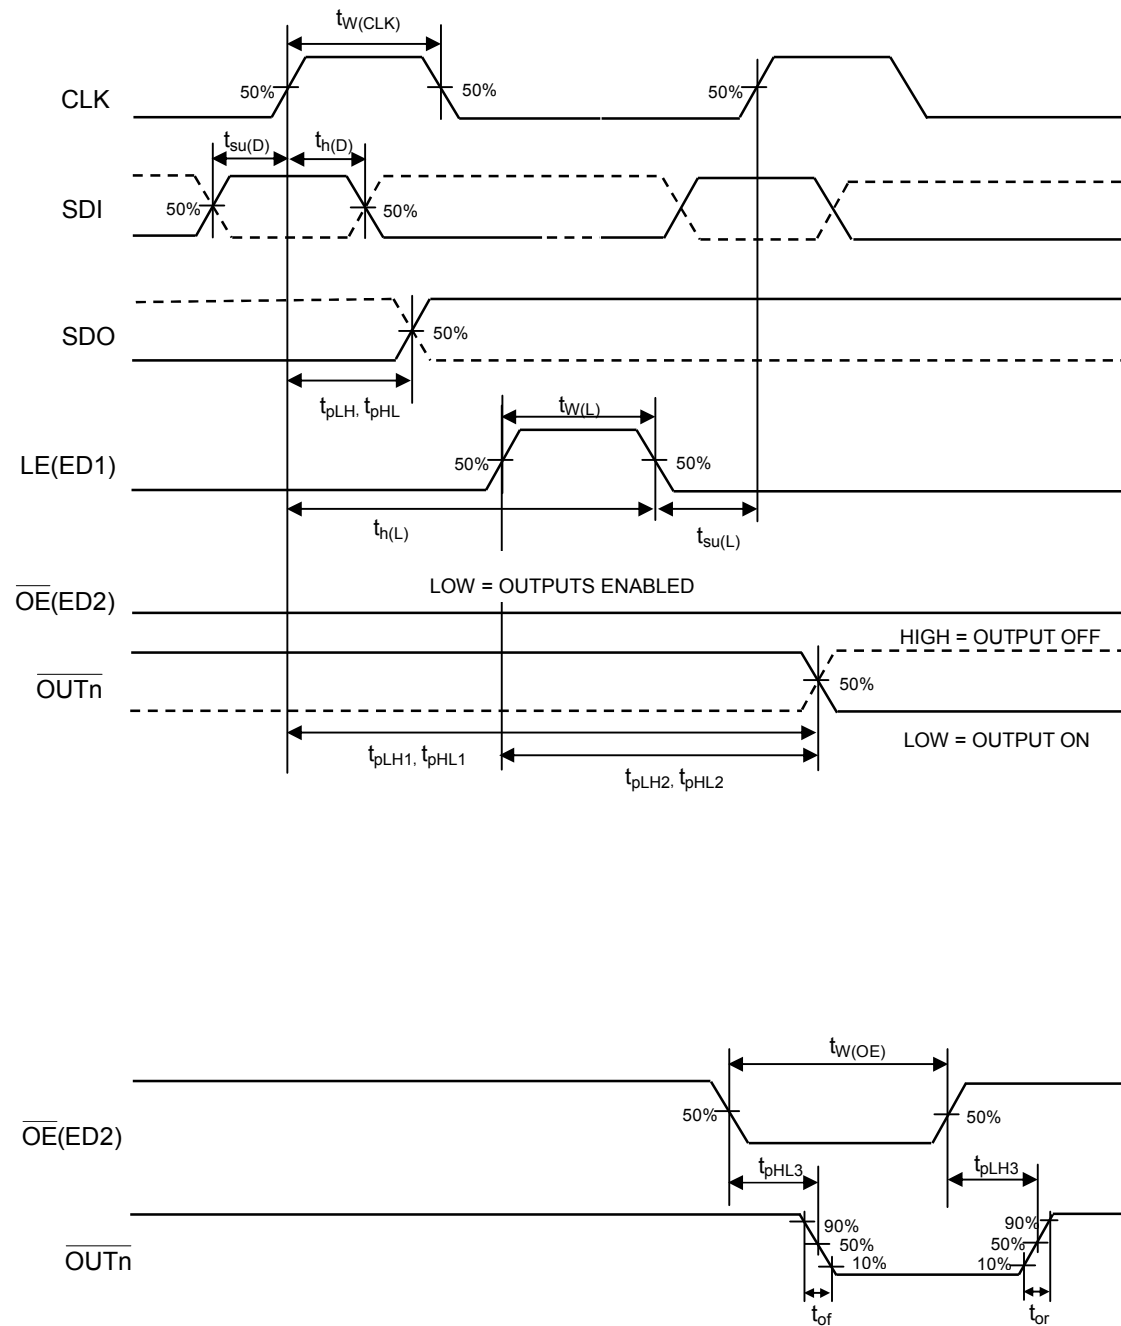 tW(CLK)
CLK
50%
50%
50%
tsu(D)
th(D)
SDI
50%
50%
SDO
50%
tpLH, tpHL
tW(L)
LE(ED1)
50%
50%
th(L)
tsu(L)
OE(ED2)
LOW = OUTPUTS ENABLED
HIGH = OUTPUT OFF
OUTn
50%
LOW = OUTPUT ON
tpLH1, tpHL1
tpLH2, tpHL2
tW(OE)
50%
50%
OE(ED2)
tpHL3
tpLH3
90%
90%
50%
50%
OUTn
10%
10%
tof
tor